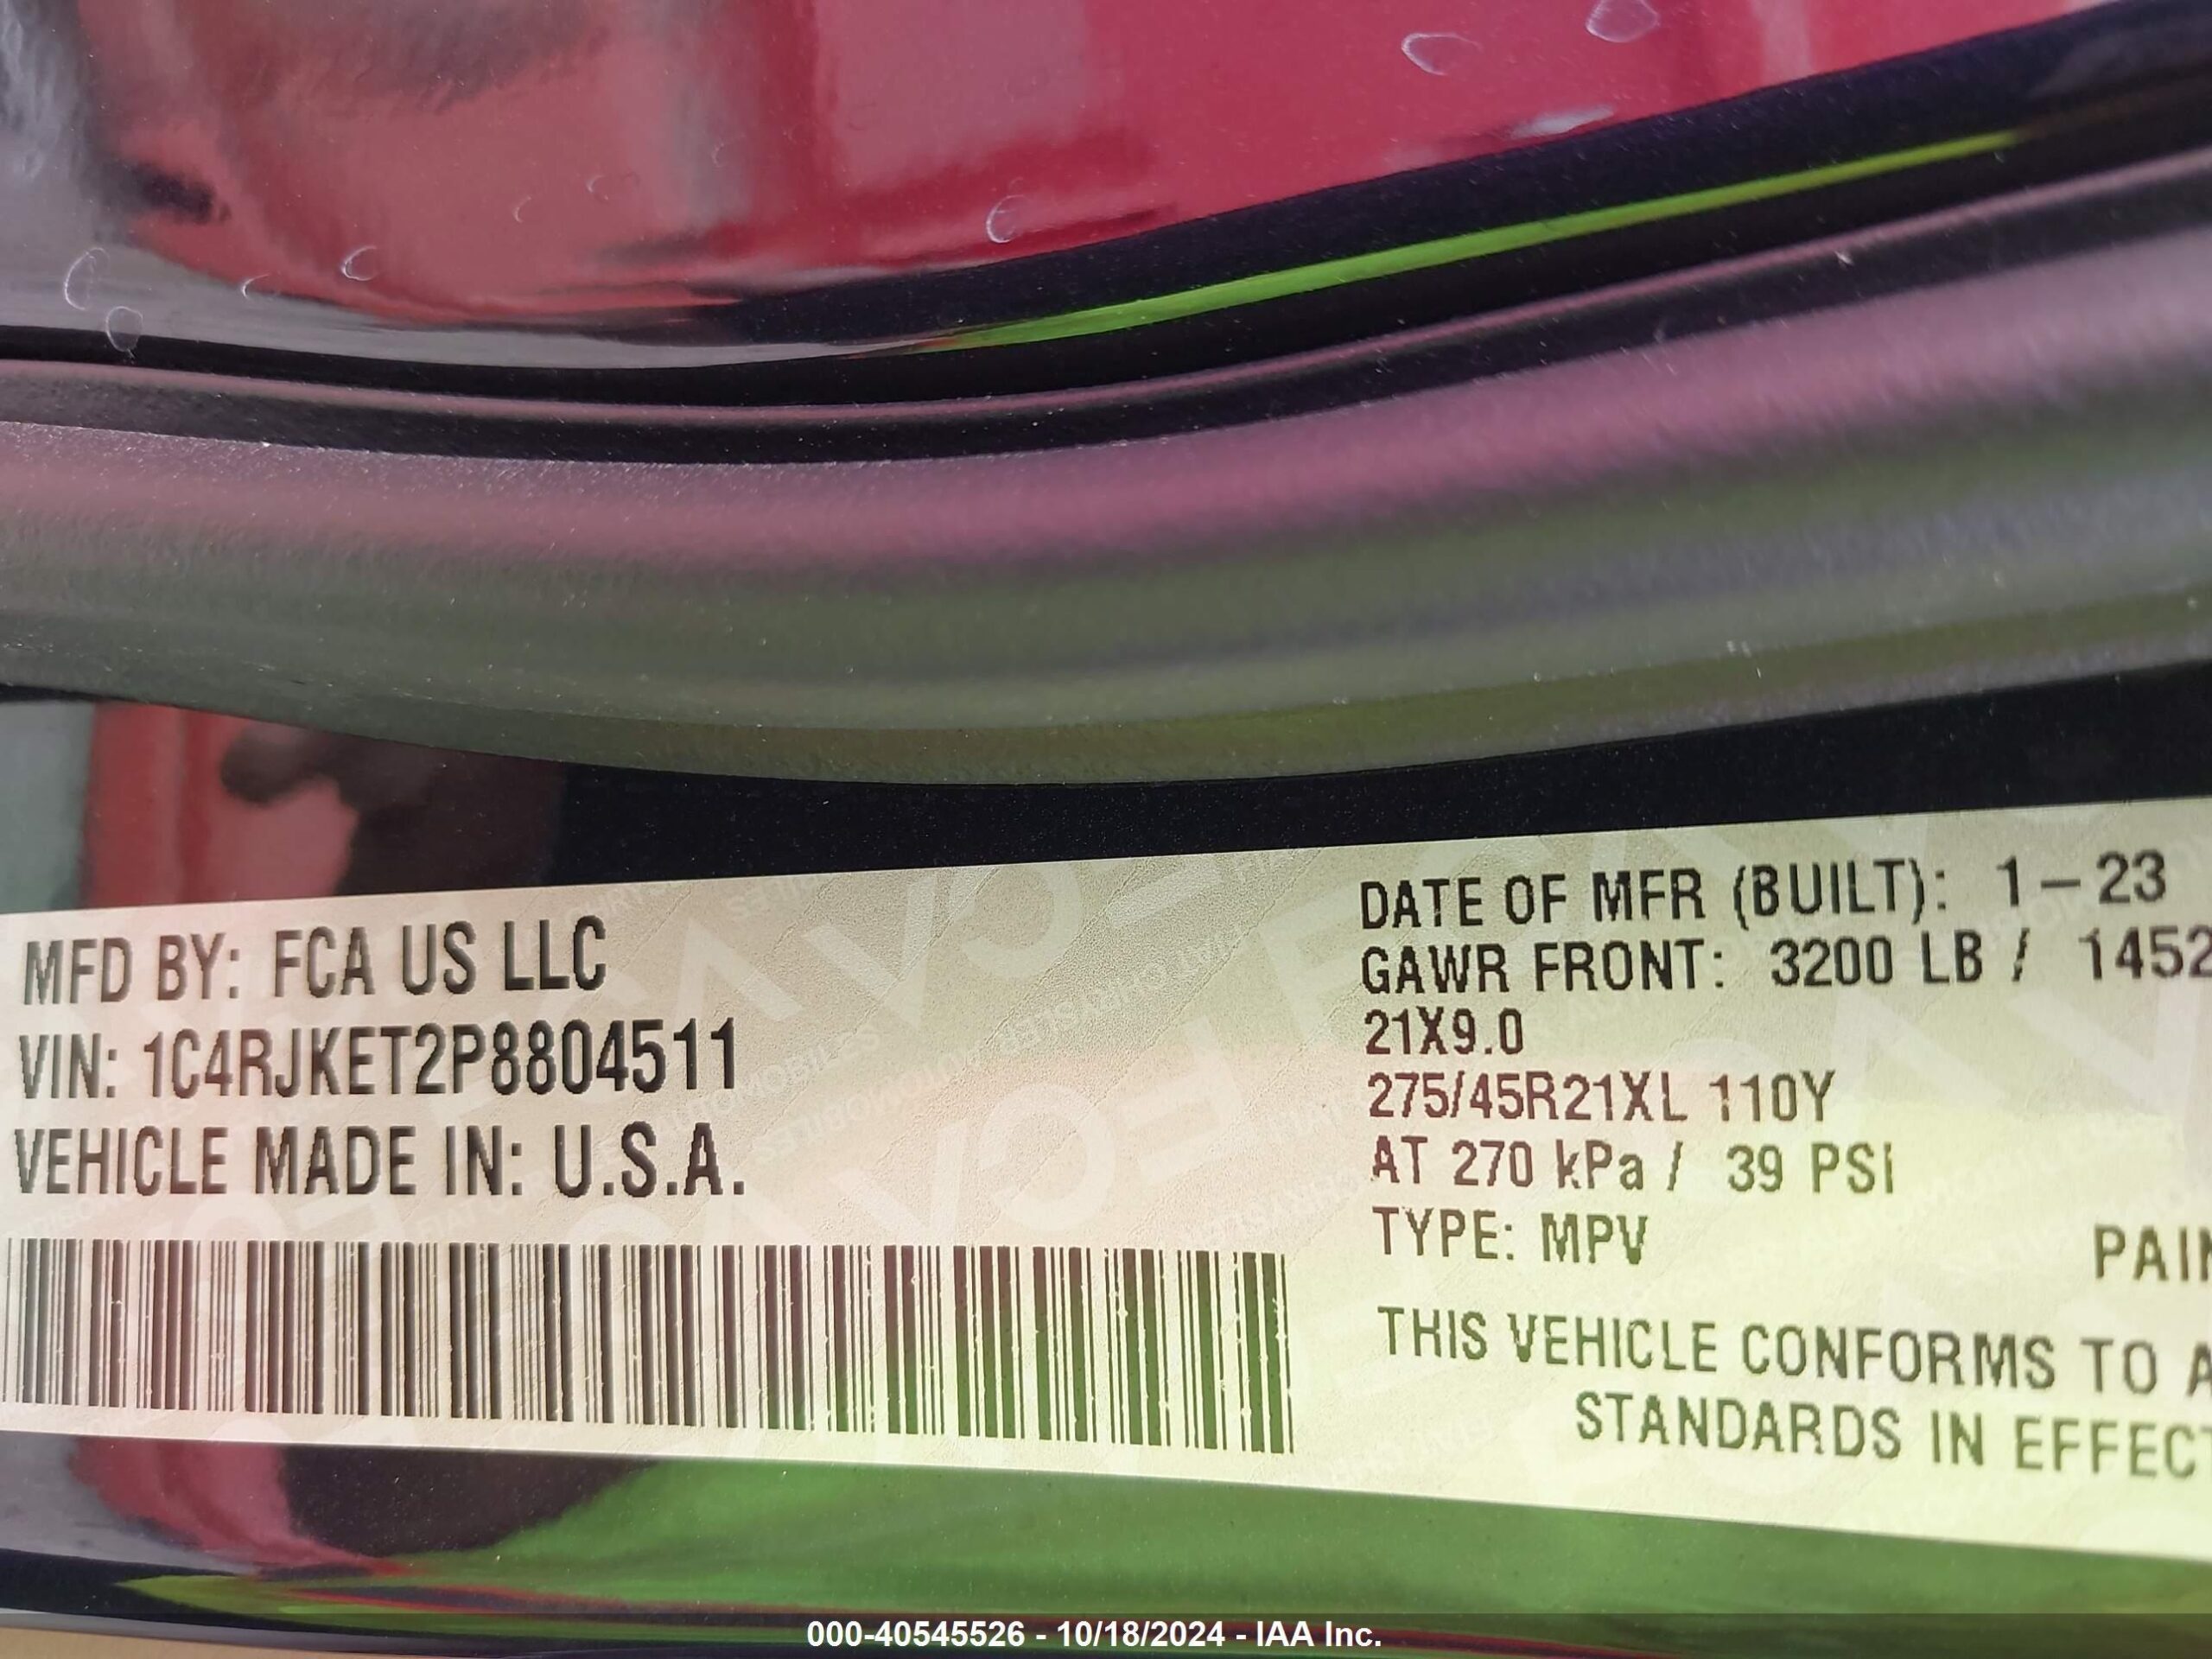 MFD BY: FCA US LLC
VIN: 1C4RJKET2P8804511
VEHICLE MADE IN: U.S.A.
DATE OF MFR (BUILT): 1-23
GAWR FRONT: 3200 LB / 1452
21X9.0
275/45R21XL 110Y
AT 270 kPa / 39 PSI
TYPE: MPV
THIS VEHICLE CONFORMS TO
STANDARDS IN
000-40545526 - 10/18/2024 - IAA Inc.